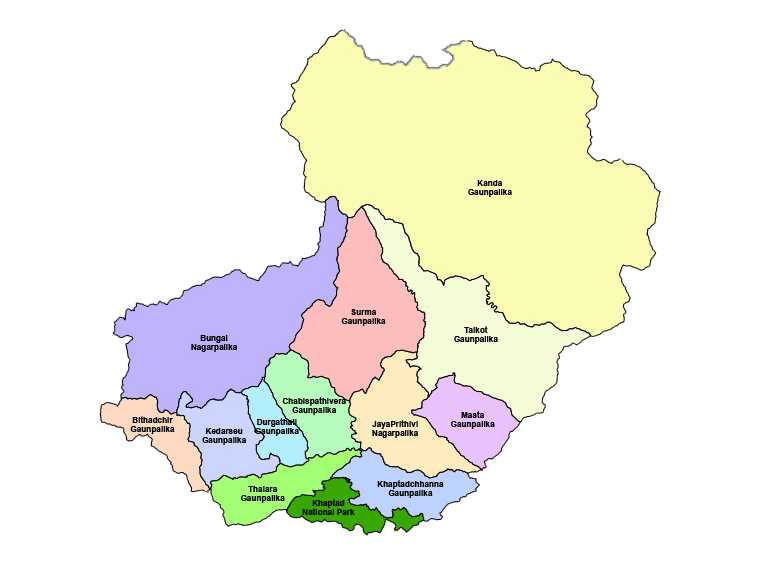 Kanda
Gaunpalika
Surma
Gaunpalika
Talkot
Gaunpalika
Bungal
Nagarpalika
Chabispathivera
Gaunpalika
Masta
Gaunpalika
Bithadchir
Gaunpalika
Durgathali
Gaunpalika
JayaPrithivi
Nagarpalika
Kedarseu
Gaunpalika
Khaptadchhanna
Gaunpalika
Thalara
Gaunpalika
Khaptad
National Park